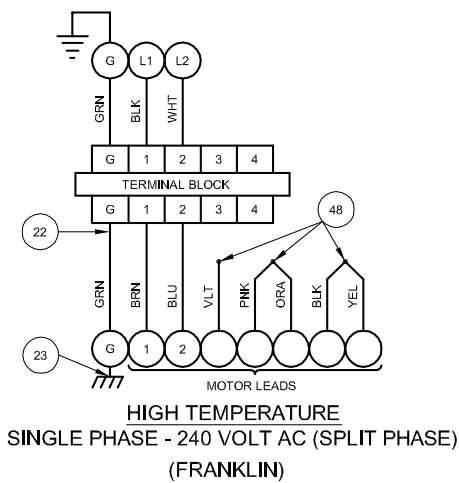 G L1 L2
GRN BLK WHT
G 1 2 3 4
TERMINAL BLOCK
G 1 2 3 4
22
48
GRN BRN BLU VLT PNK ORA BLK YEL
23
G 1 2
MOTOR LEADS
HIGH TEMPERATURE
SINGLE PHASE - 240 VOLT AC (SPLIT PHASE)
(FRANKLIN)